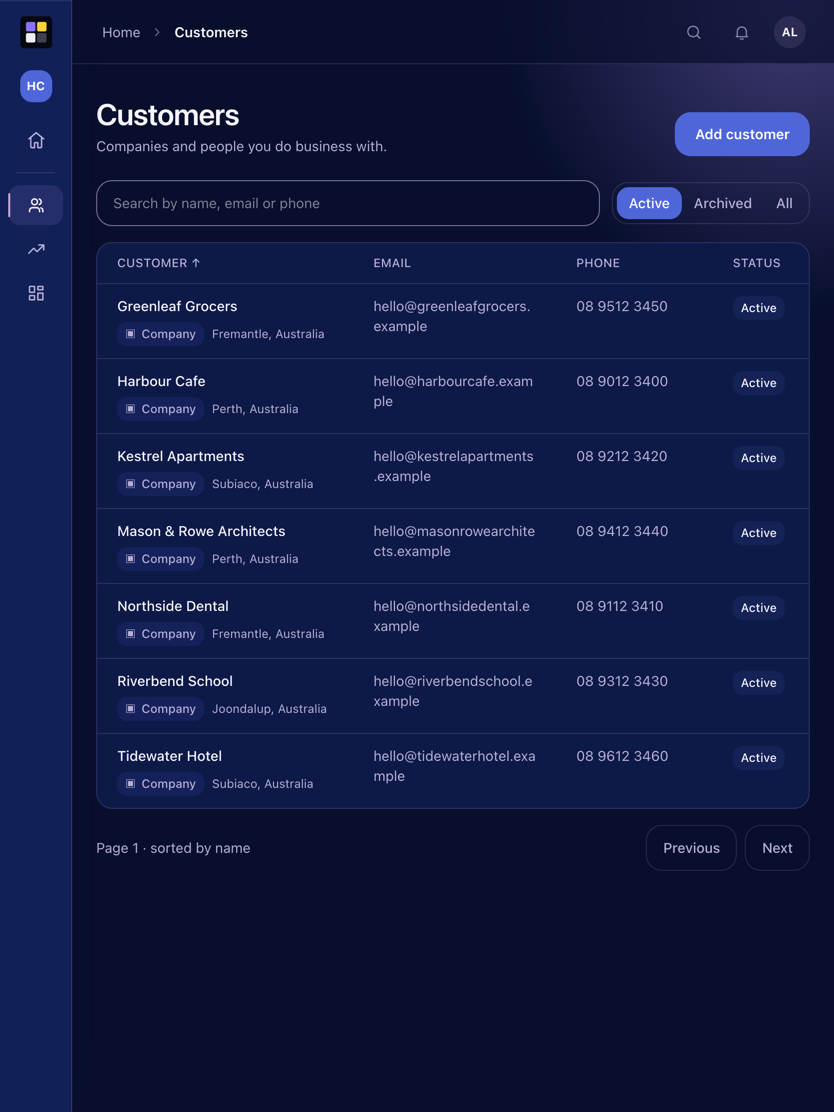 Home > Customers
AL
HC
Customers
Companies and people you do business with.
Add customer
Search by name, email or phone
Active Archived All
CUSTOMER ↑ EMAIL PHONE STATUS
Greenleaf Grocers hello@greenleafgrocers. 08 9512 3450 Active
example
Company Fremantle, Australia
Harbour Cafe hello@harbourcafe.exam 08 9012 3400 Active
ple
Company Perth, Australia
Kestrel Apartments hello@kestrelapartments 08 9212 3420 Active
.example
Company Subiaco, Australia
Mason & Rowe Architects hello@masonrowearchite 08 9412 3440 Active
cts.example
Company Perth, Australia
Northside Dental hello@northsidedental.e 08 9112 3410 Active
xample
Company Fremantle, Australia
Riverbend School hello@riverbendschool.e 08 9312 3430 Active
xample
Company Joondalup, Australia
Tidewater Hotel hello@tidewaterhotel.exa 08 9612 3460 Active
mple
Company Subiaco, Australia
Page 1 · sorted by name
Previous Next